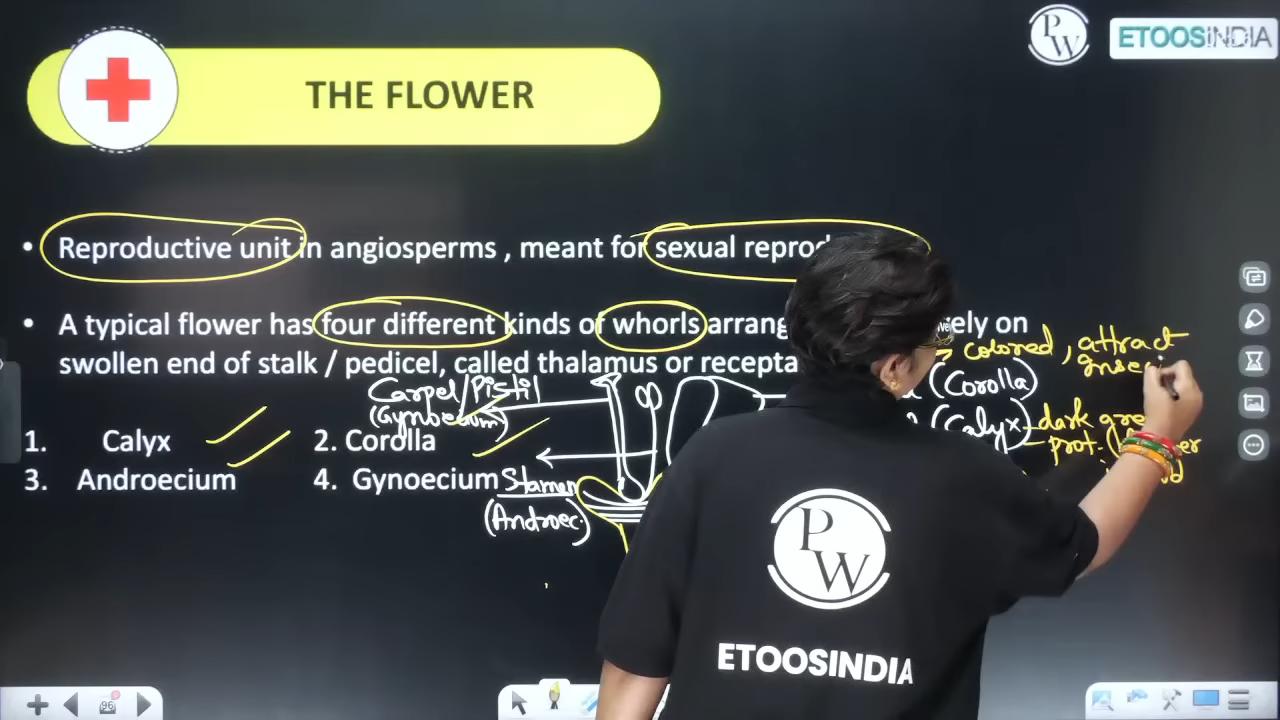 PW
ETOOSINDIA
THE FLOWER
• Reproductive unit in angiosperms , meant for sexual reprod
• A typical flower has four different kinds of whorls arrang ely on
swollen end of stalk / pedicel, called thalamus or recepta
colored , attract
(Corolla)
Carpel/Pistil
(Gynoecium)
(Calyx) dark gre
prot.
1. Calyx 2. Corolla
3. Androecium 4. Gynoecium
Stamen
(Androec.)
PW
ETOOSINDIA
96